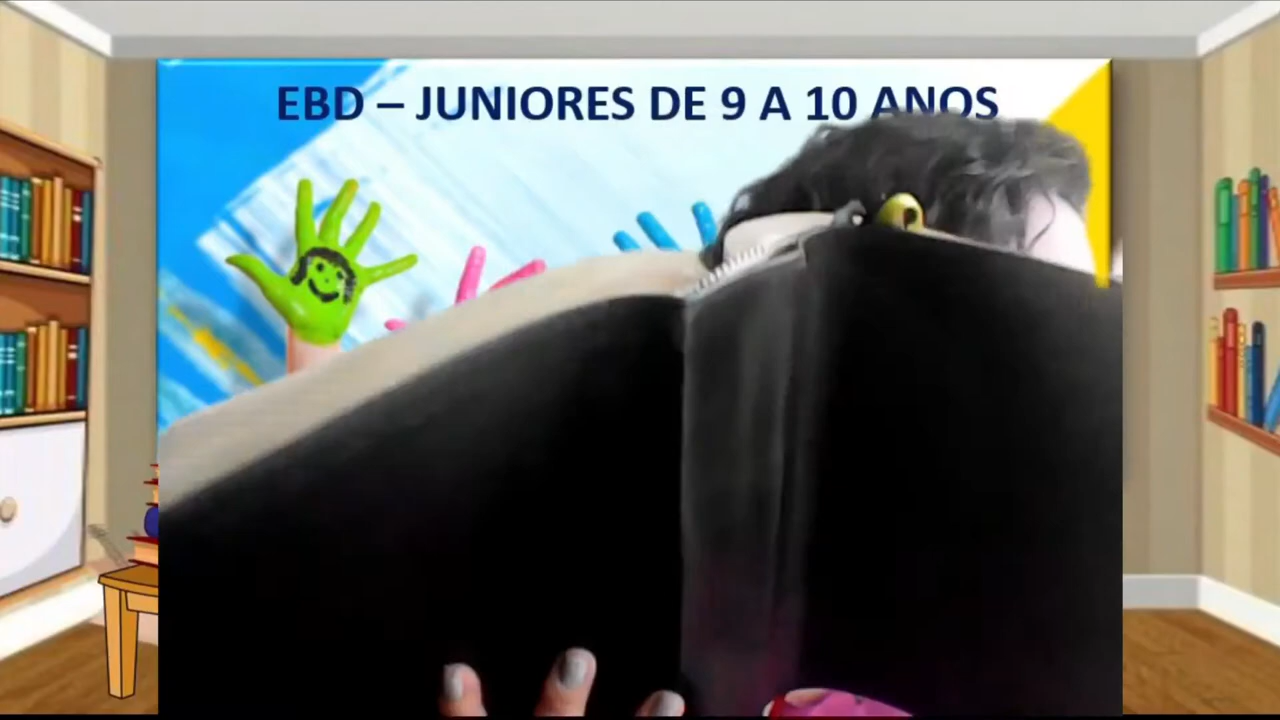 EBD – JUNIORES DE 9 A 10 ANOS